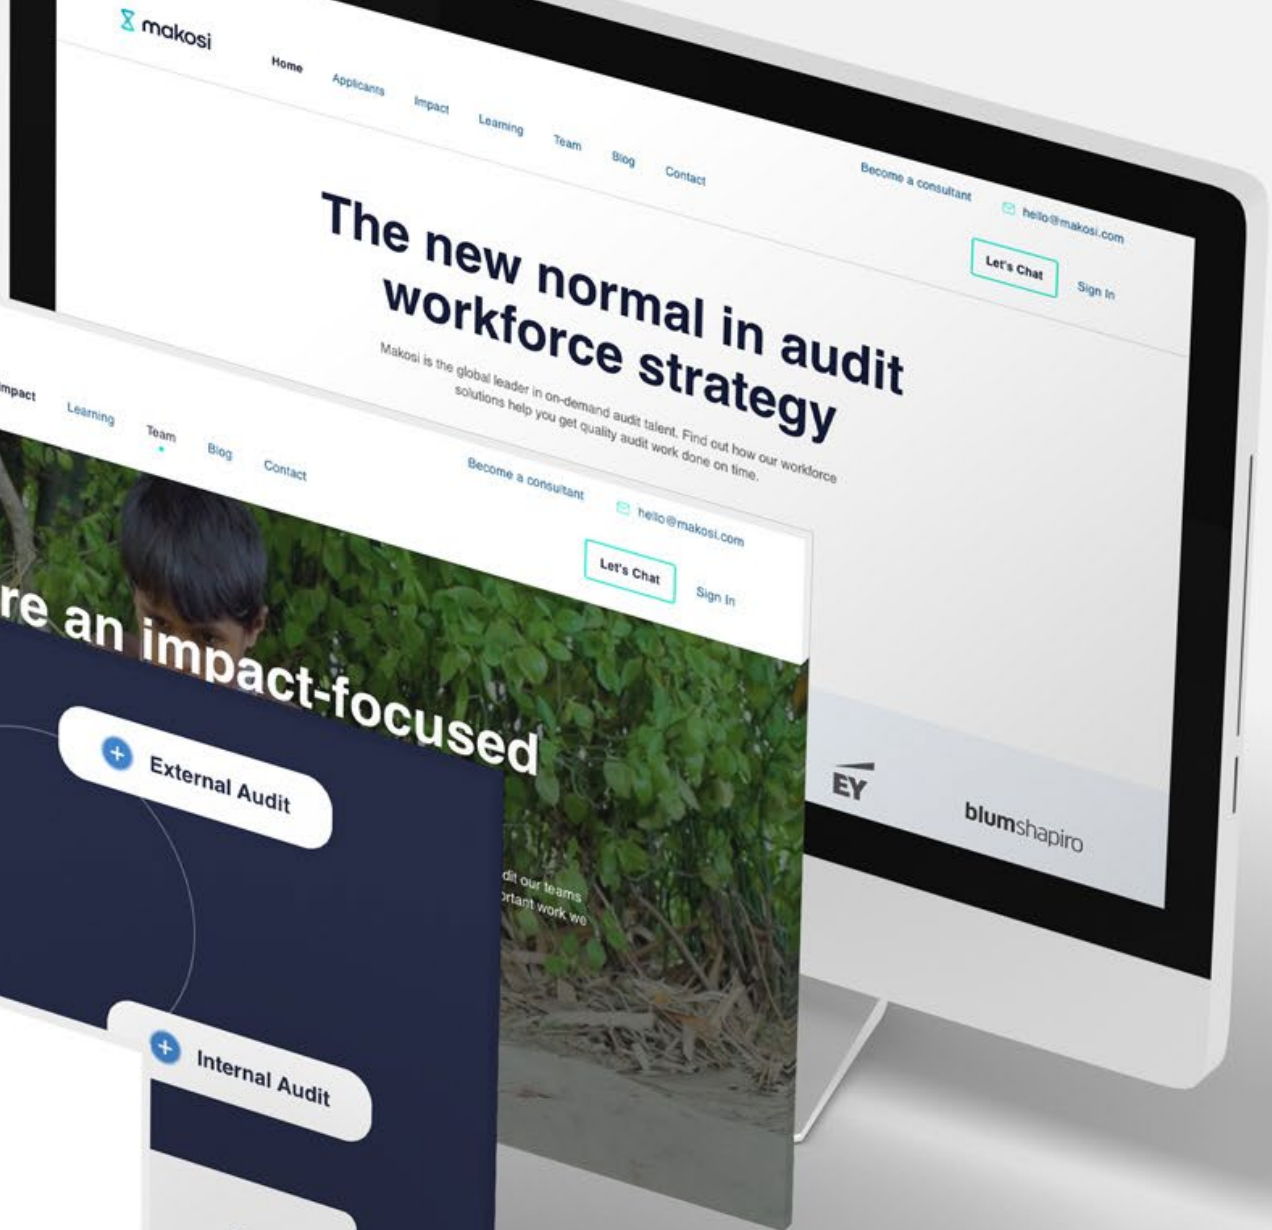 makosi
Home
Applicants
Impact
Learning
Team
Blog
Contact
Become a consultant
hello@makosi.com
Let's Chat
Sign In
The new normal in audit
workforce strategy
Makosi is the global leader in on-demand audit talent. Find out how our workforce
solutions help you get quality audit work done on time.
EY
blumshapiro
Impact
Learning
Team
Blog
Contact
Become a consultant
hello@makosi.com
Let's Chat
Sign In
re an impact-focused
dit our teams
ortant work we
External Audit
Internal Audit